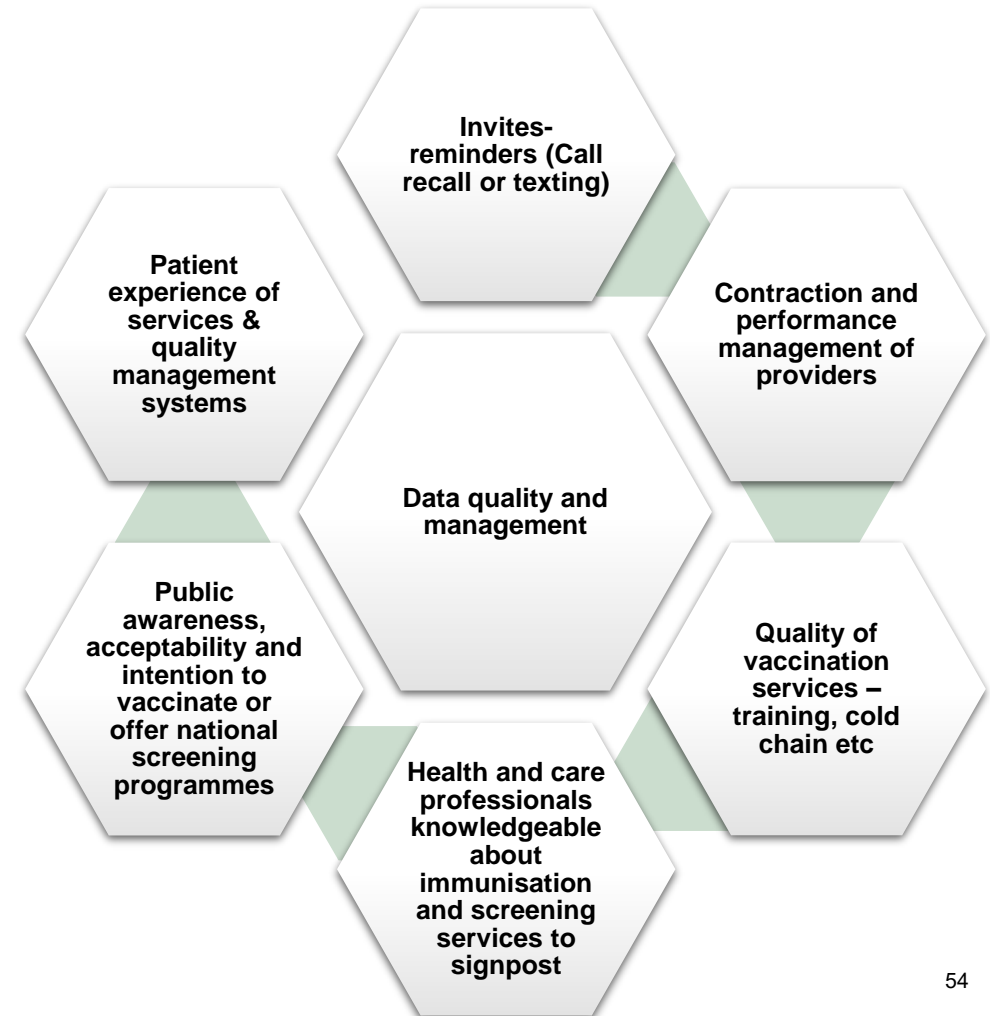 Invites-
reminders (Call
recall or texting)
Contraction and
performance
management of
providers
Quality of
vaccination
services –
training, cold
chain etc
Health and care
professionals
knowledgeable
about
immunisation
and screening
services to
signpost
Public
awareness,
acceptability and
intention to
vaccinate or
offer national
screening
programmes
Patient
experience of
services &
quality
management
systems
Data quality and
management
54